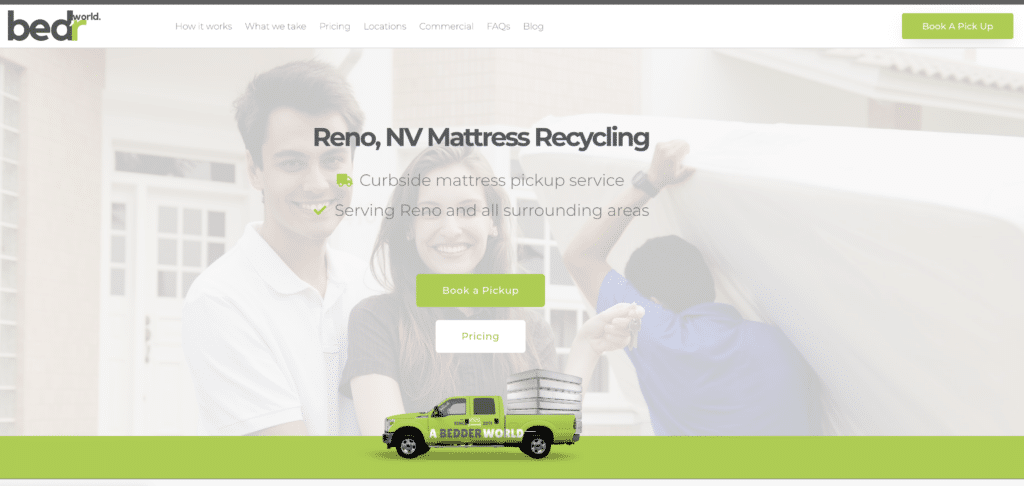 bedr world.
How it works What we take Pricing Locations Commercial FAQs Blog
Book A Pick Up
Reno, NV Mattress Recycling
Curbside mattress pickup service
Serving Reno and all surrounding areas
Book a Pickup
Pricing
A BEDDER WORLD